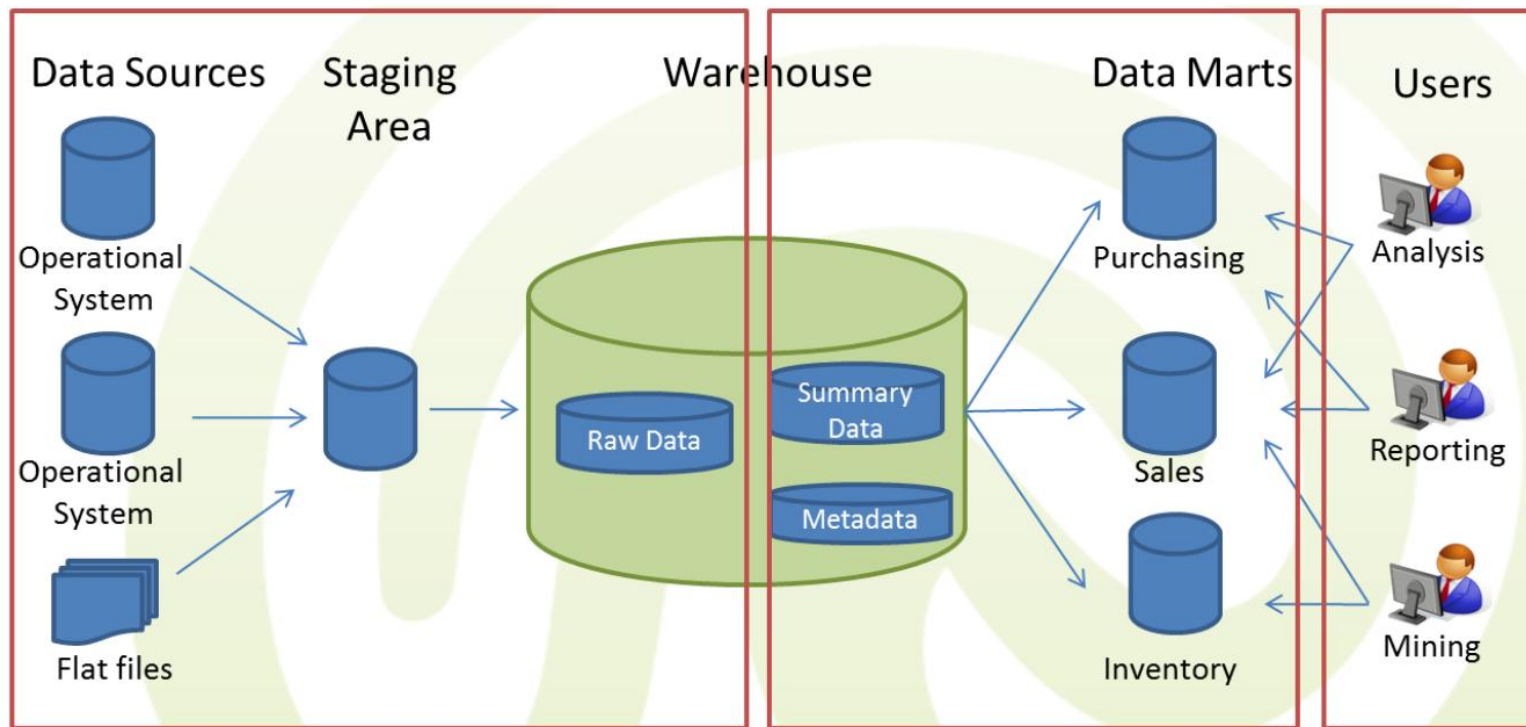 Data Sources
Staging
Area
Warehouse
Data Marts
Users
Operational
System
Operational
System
Flat files
Raw Data
Summary
Data
Metadata
Purchasing
Sales
Inventory
Analysis
Reporting
Mining